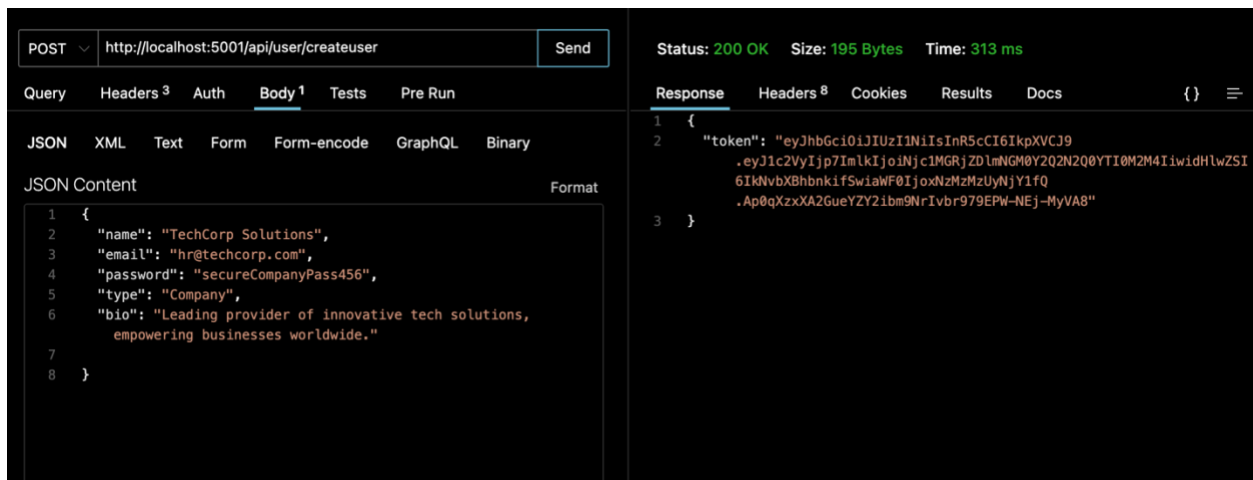 POST http://localhost:5001/api/user/createuser Send
Query Headers 3 Auth Body 1 Tests Pre Run
JSON XML Text Form Form-encode GraphQL Binary
JSON Content Format
1 {
2 "name": "TechCorp Solutions",
3 "email": "hr@techcorp.com",
4 "password": "secureCompanyPass456",
5 "type": "Company",
6 "bio": "Leading provider of innovative tech solutions,
empowering businesses worldwide."
7
8 }
Status: 200 OK Size: 195 Bytes Time: 313 ms
Response Headers 8 Cookies Results Docs {}
1 {
2 "token": "eyJhbGciOiJIUzI1NiIsInR5cCI6IkpXVCJ9
.eyJ1c2VyIjp7ImlkIjoiNjc1MGRjZDlmNGM0Y2Q2N2Q0YTI0M2M4IiwidHlwZSI
6IkNvbXBhbnkifSwiaWF0IjoxNzMzMzUyNjY1fQ
.Ap0qXzxXA2GueYZY2ibm9NrIvbr979EPW-NEj-MyVA8"
3 }